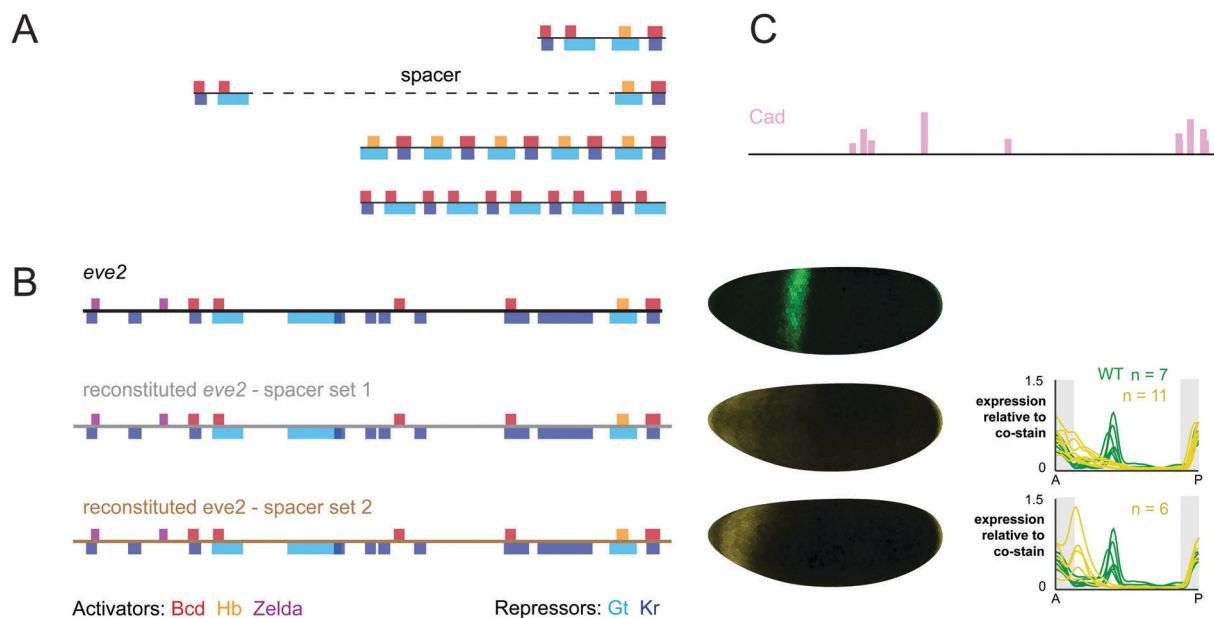 A
spacer
C
Cad
B
eve2
reconstituted eve2 - spacer set 1
reconstituted eve2 - spacer set 2
Activators: Bcd Hb Zelda
Repressors: Gt Kr
WT n = 7
n = 11
1.5
expression
relative to
co-stain
0
A
P
n = 6
1.5
expression
relative to
co-stain
0
A
P